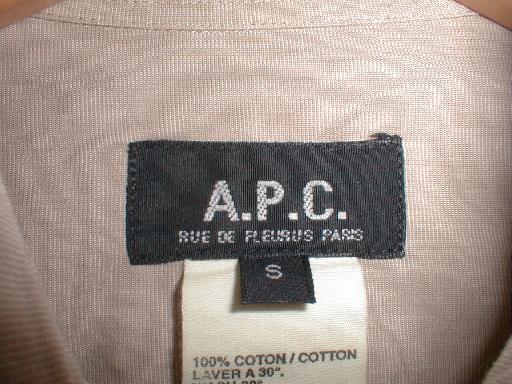 A.P.C.
RUE DE FLEURUS PARIS
S
100% COTON / COTTON
LAVER A 30°.